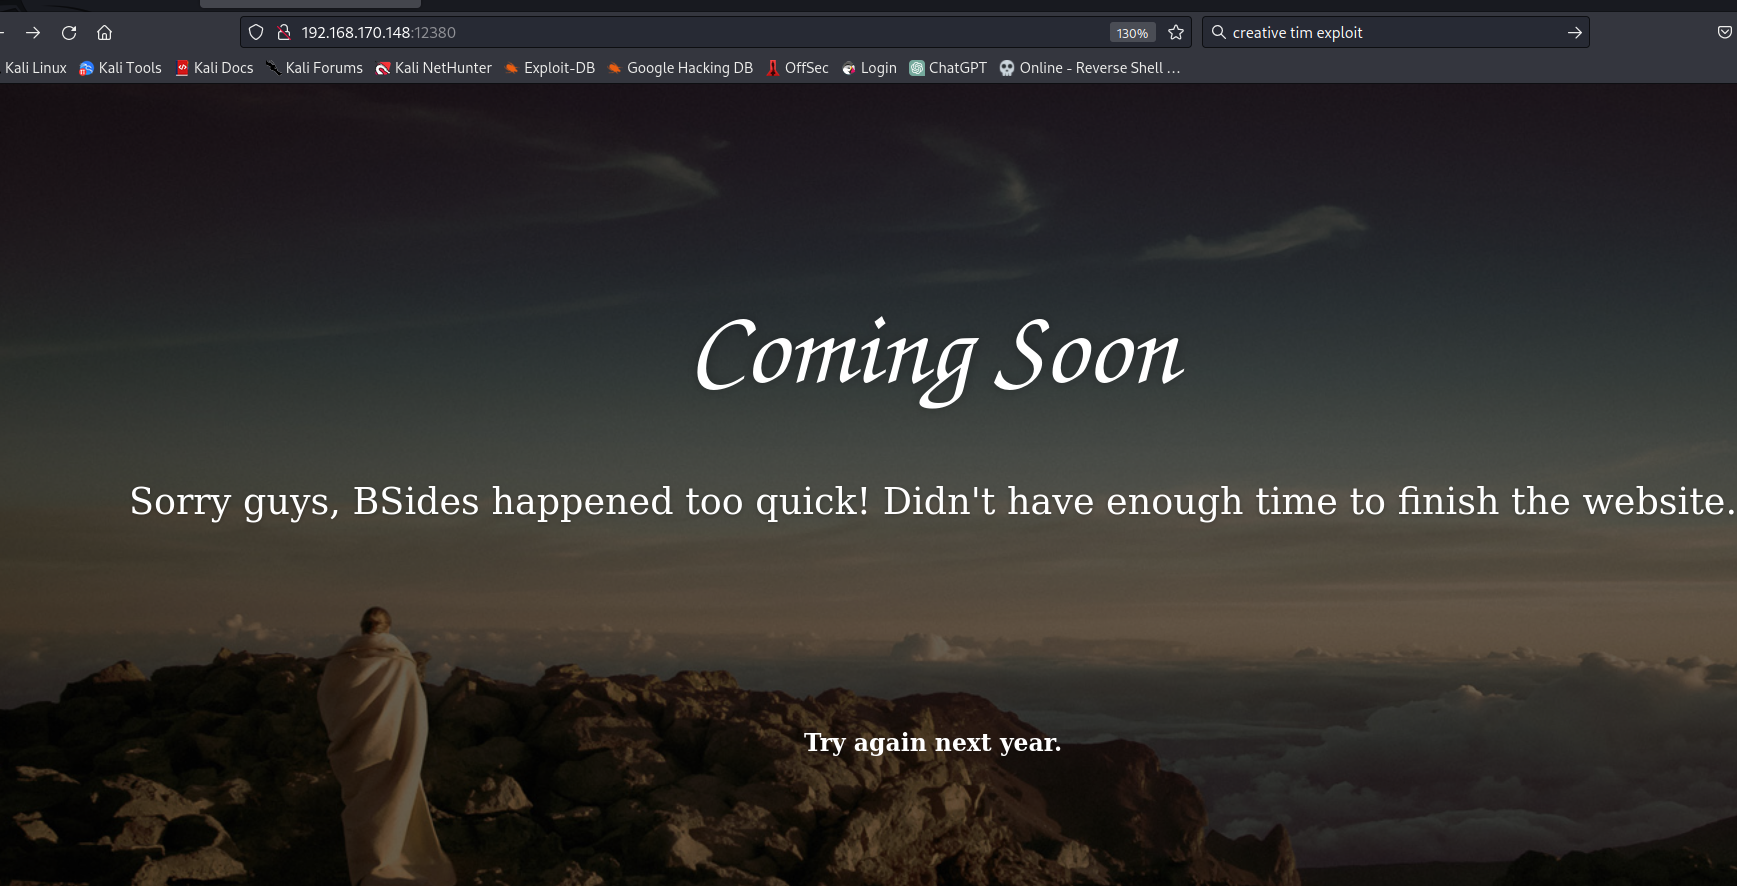 192.168.170.148:12380
130%
creative tim exploit
Kali Linux
Kali Tools
Kali Docs
Kali Forums
Kali NetHunter
Exploit-DB
Google Hacking DB
OffSec
Login
ChatGPT
Online - Reverse Shell …
Coming Soon
Sorry guys, BSides happened too quick! Didn't have enough time to finish the website.
Try again next year.